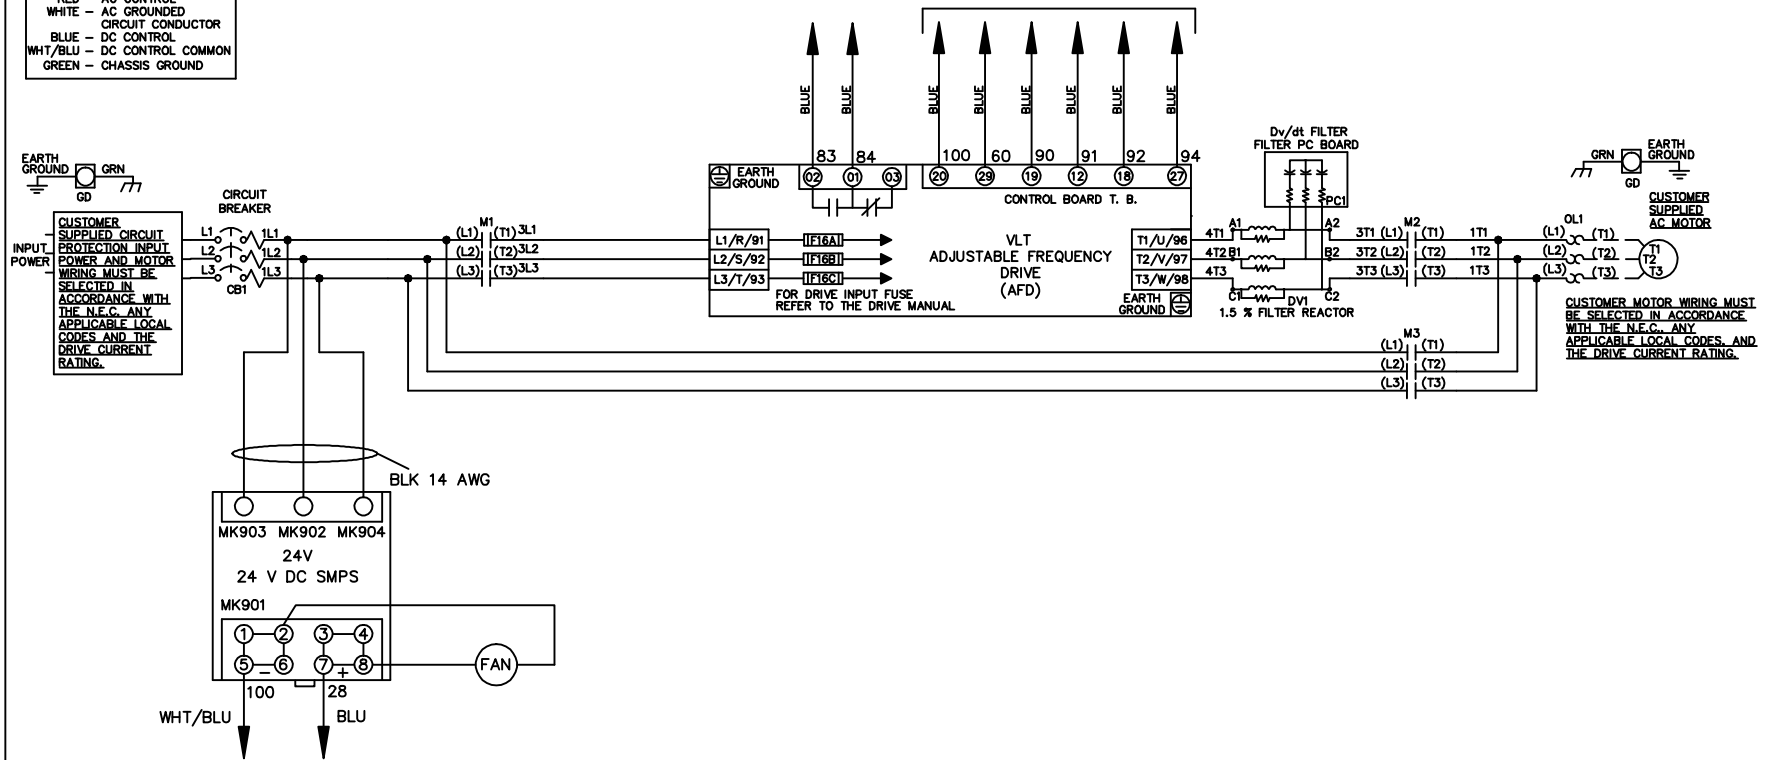 WHITE – AC GROUNDED
CIRCUIT CONDUCTOR
BLUE – DC CONTROL
WHT/BLU – DC CONTROL COMMON
GREEN – CHASSIS GROUND
BLUE BLUE BLUE BLUE BLUE BLUE BLUE BLUE
83 84 100 60 90 91 92 94
02 01 03 20 29 19 12 18 27
EARTH
GROUND
CONTROL BOARD T. B.
EARTH
GROUND
GRN
GD
CUSTOMER
SUPPLIED CIRCUIT
PROTECTION INPUT
POWER AND MOTOR
WIRING MUST BE
SELECTED IN
ACCORDANCE WITH
THE N.E.C. ANY
APPLICABLE LOCAL
CODES AND THE
DRIVE CURRENT
RATING.
INPUT
POWER
CIRCUIT
BREAKER
L1 1L1
L2 1L2
L3 1L3
CB1
M1
(L1) (T1) 3L1
(L2) (T2) 3L2
(L3) (T3) 3L3
L1/R/91
L2/S/92
L3/T/93
F16A
F16B
F16C
FOR DRIVE INPUT FUSE
REFER TO THE DRIVE MANUAL
VLT
ADJUSTABLE FREQUENCY
DRIVE
(AFD)
T1/U/96
T2/V/97
T3/W/98
EARTH
GROUND
Dv/dt FILTER
FILTER PC BOARD
PC1
4T1 A1 A2
4T2 B1 B2
4T3 C1 C2
DV1
1.5 % FILTER REACTOR
M2
3T1 (L1) (T1) 1T1
3T2 (L2) (T2) 1T2
3T3 (L3) (T3) 1T3
OL1
(L1) (T1)
(L2) (T2)
(L3) (T3)
T1
T2
T3
GRN
EARTH
GROUND
GD
CUSTOMER
SUPPLIED
AC MOTOR
CUSTOMER MOTOR WIRING MUST
BE SELECTED IN ACCORDANCE
WITH THE N.E.C., ANY
APPLICABLE LOCAL CODES, AND
THE DRIVE CURRENT RATING.
M3
(L1) (T1)
(L2) (T2)
(L3) (T3)
BLK 14 AWG
MK903 MK902 MK904
24V
24 V DC SMPS
MK901
1 2 3 4
5 – 6 7 + 8
FAN
100 28
WHT/BLU BLU